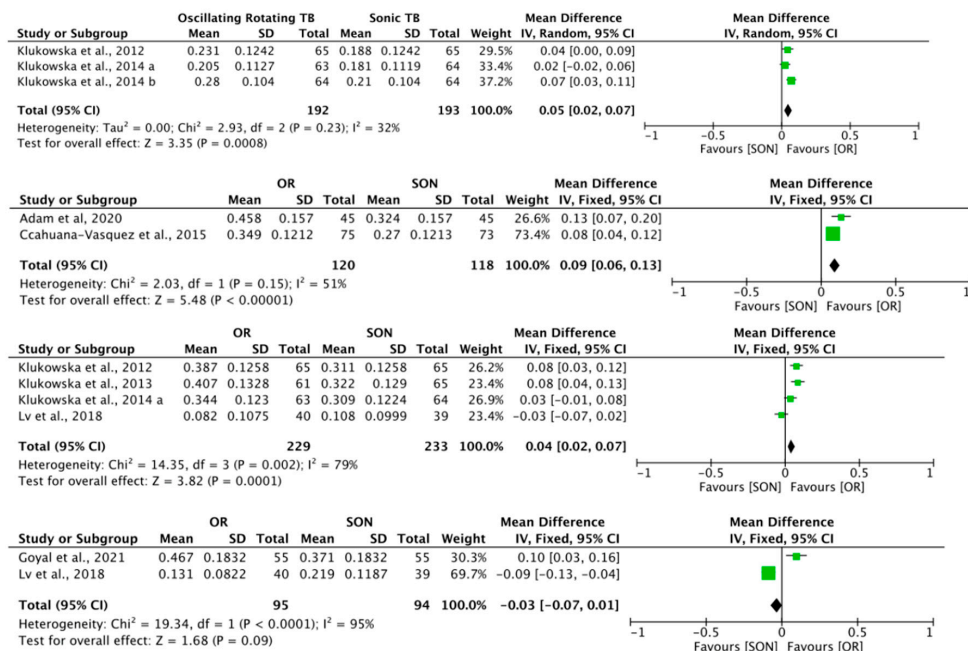 Oscillating Rotating TB Sonic TB Mean Difference Mean Difference
Study or Subgroup Mean SD Total Mean SD Total Weight IV, Random, 95% CI IV, Random, 95% CI
Klukowska et al., 2012 0.231 0.1242 65 0.188 0.1242 65 29.5% 0.04 [0.00, 0.09]
Klukowska et al., 2014 a 0.205 0.1127 63 0.181 0.1119 64 33.4% 0.02 [-0.02, 0.06]
Klukowska et al., 2014 b 0.28 0.104 64 0.21 0.104 64 37.2% 0.07 [0.03, 0.11]
Total (95% CI) 192 193 100.0% 0.05 [0.02, 0.07]
Heterogeneity: Tau² = 0.00; Chi² = 2.93, df = 2 (P = 0.23); I² = 32%
Test for overall effect: Z = 3.35 (P = 0.0008)
-1 -0.5 0 0.5 1
Favours [SON] Favours [OR]
OR SON Mean Difference Mean Difference
Study or Subgroup Mean SD Total Mean SD Total Weight IV, Fixed, 95% CI IV, Fixed, 95% CI
Adam et al, 2020 0.458 0.157 45 0.324 0.157 45 26.6% 0.13 [0.07, 0.20]
Ccahuana-Vasquez et al., 2015 0.349 0.1212 75 0.27 0.1213 73 73.4% 0.08 [0.04, 0.12]
Total (95% CI) 120 118 100.0% 0.09 [0.06, 0.13]
Heterogeneity: Chi² = 2.03, df = 1 (P = 0.15); I² = 51%
Test for overall effect: Z = 5.48 (P < 0.00001)
-1 -0.5 0 0.5 1
Favours [SON] Favours [OR]
OR SON Mean Difference Mean Difference
Study or Subgroup Mean SD Total Mean SD Total Weight IV, Fixed, 95% CI IV, Fixed, 95% CI
Klukowska et al., 2012 0.387 0.1258 65 0.311 0.1258 65 26.2% 0.08 [0.03, 0.12]
Klukowska et al., 2013 0.407 0.1328 61 0.322 0.129 65 23.4% 0.08 [0.04, 0.13]
Klukowska et al., 2014 a 0.344 0.123 63 0.309 0.1224 64 26.9% 0.03 [-0.01, 0.08]
Lv et al., 2018 0.082 0.1075 40 0.108 0.0999 39 23.4% -0.03 [-0.07, 0.02]
Total (95% CI) 229 233 100.0% 0.04 [0.02, 0.07]
Heterogeneity: Chi² = 14.35, df = 3 (P = 0.002); I² = 79%
Test for overall effect: Z = 3.82 (P = 0.0001)
-1 -0.5 0 0.5 1
Favours [SON] Favours [OR]
OR SON Mean Difference Mean Difference
Study or Subgroup Mean SD Total Mean SD Total Weight IV, Fixed, 95% CI IV, Fixed, 95% CI
Goyal et al., 2021 0.467 0.1832 55 0.371 0.1832 55 30.3% 0.10 [0.03, 0.16]
Lv et al., 2018 0.131 0.0822 40 0.219 0.1187 39 69.7% -0.09 [-0.13, -0.04]
Total (95% CI) 95 94 100.0% -0.03 [-0.07, 0.01]
Heterogeneity: Chi² = 19.34, df = 1 (P < 0.0001); I² = 95%
Test for overall effect: Z = 1.68 (P = 0.09)
-1 -0.5 0 0.5 1
Favours [SON] Favours [OR]